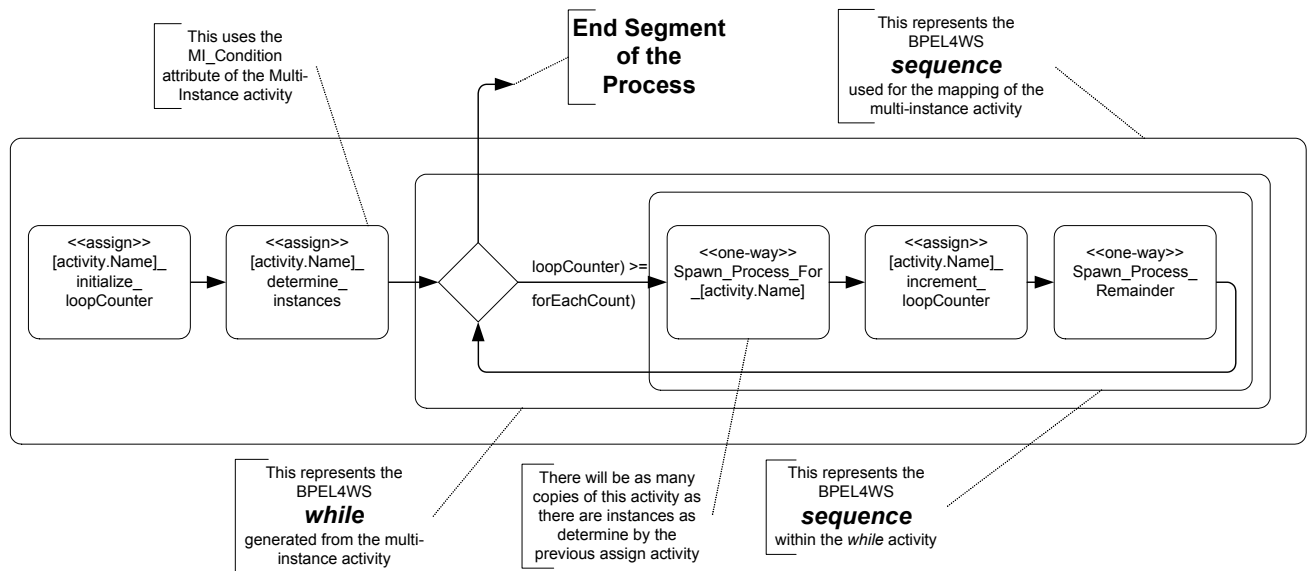 This uses the
MI_Condition
attribute of the Multi-
Instance activity
End Segment
of the
Process
This represents the
BPEL4WS
sequence
used for the mapping of the
multi-instance activity
<<assign>>
[activity.Name]_
initialize_
loopCounter
<<assign>>
[activity.Name]_
determine_
instances
loopCounter) >=
forEachCount)
<<one-way>>
Spawn_Process_For
_[activity.Name]
<<assign>>
[activity.Name]_
increment_
loopCounter
<<one-way>>
Spawn_Process_
Remainder
This represents the
BPEL4WS
while
generated from the multi-
instance activity
There will be as many
copies of this activity as
there are instances as
determine by the
previous assign activity
This represents the
BPEL4WS
sequence
within the while activity